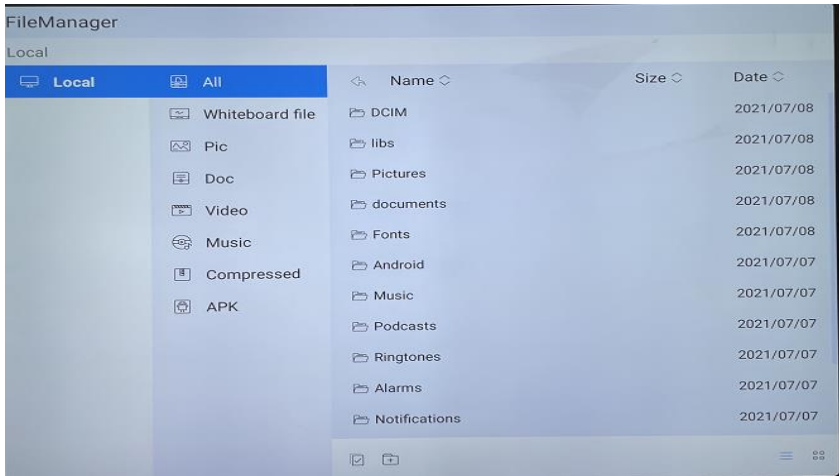 FileManager
Local
Local
All
Whiteboard file
Pic
Doc
Video
Music
Compressed
APK
Name Size Date
DCIM 2021/07/08
libs 2021/07/08
Pictures 2021/07/08
documents 2021/07/08
Fonts 2021/07/08
Android 2021/07/07
Music 2021/07/07
Podcasts 2021/07/07
Ringtones 2021/07/07
Alarms 2021/07/07
Notifications 2021/07/07